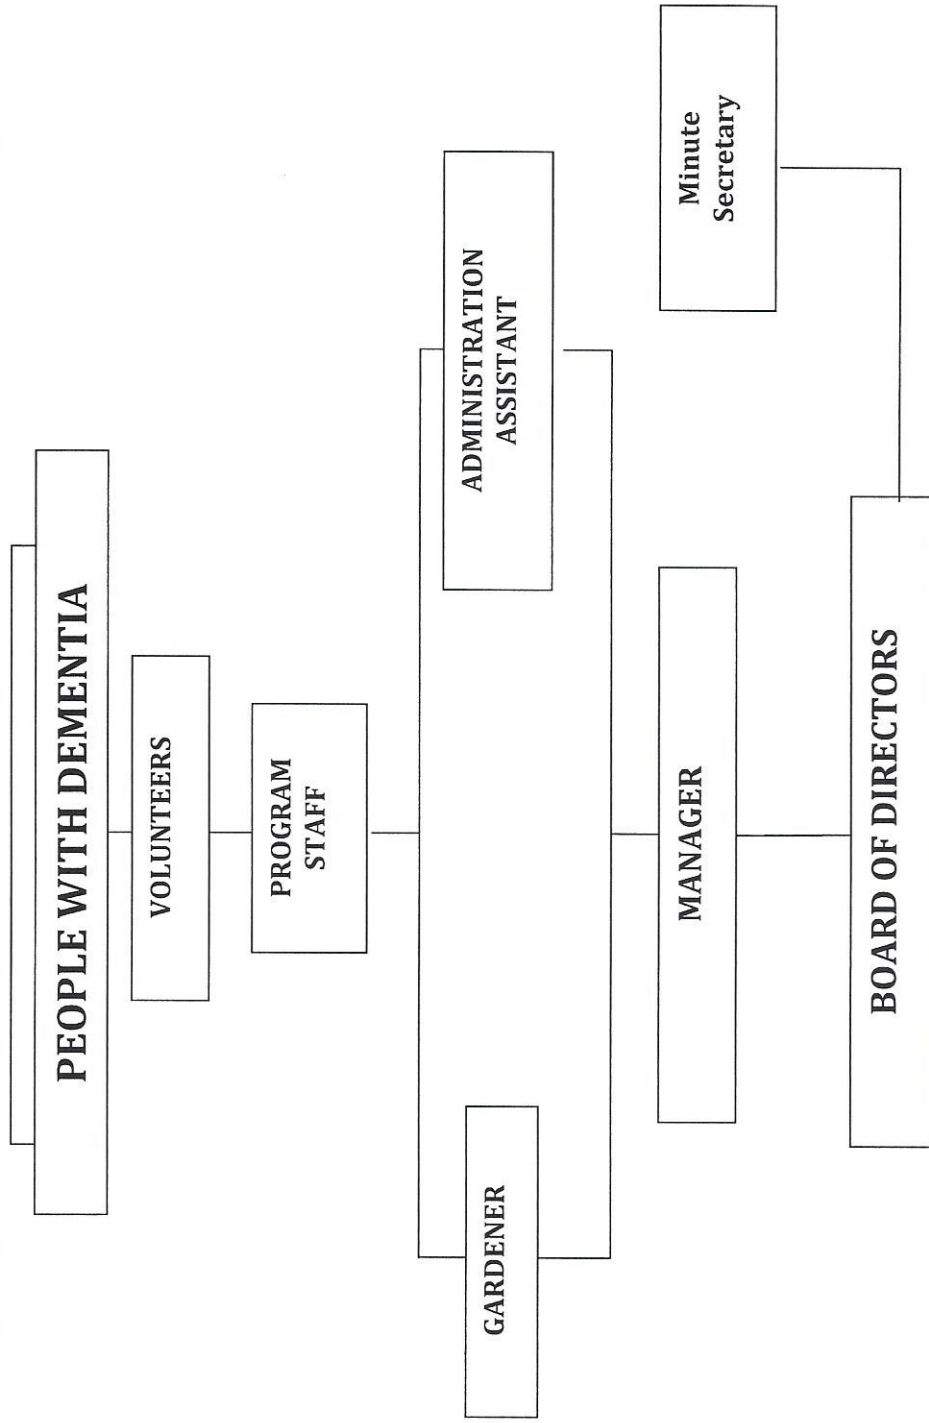 PEOPLE WITH DEMENTIA
VOLUNTEERS
PROGRAM
STAFF
GARDENER
ADMINISTRATION
ASSISTANT
MANAGER
Minute
Secretary
BOARD OF DIRECTORS